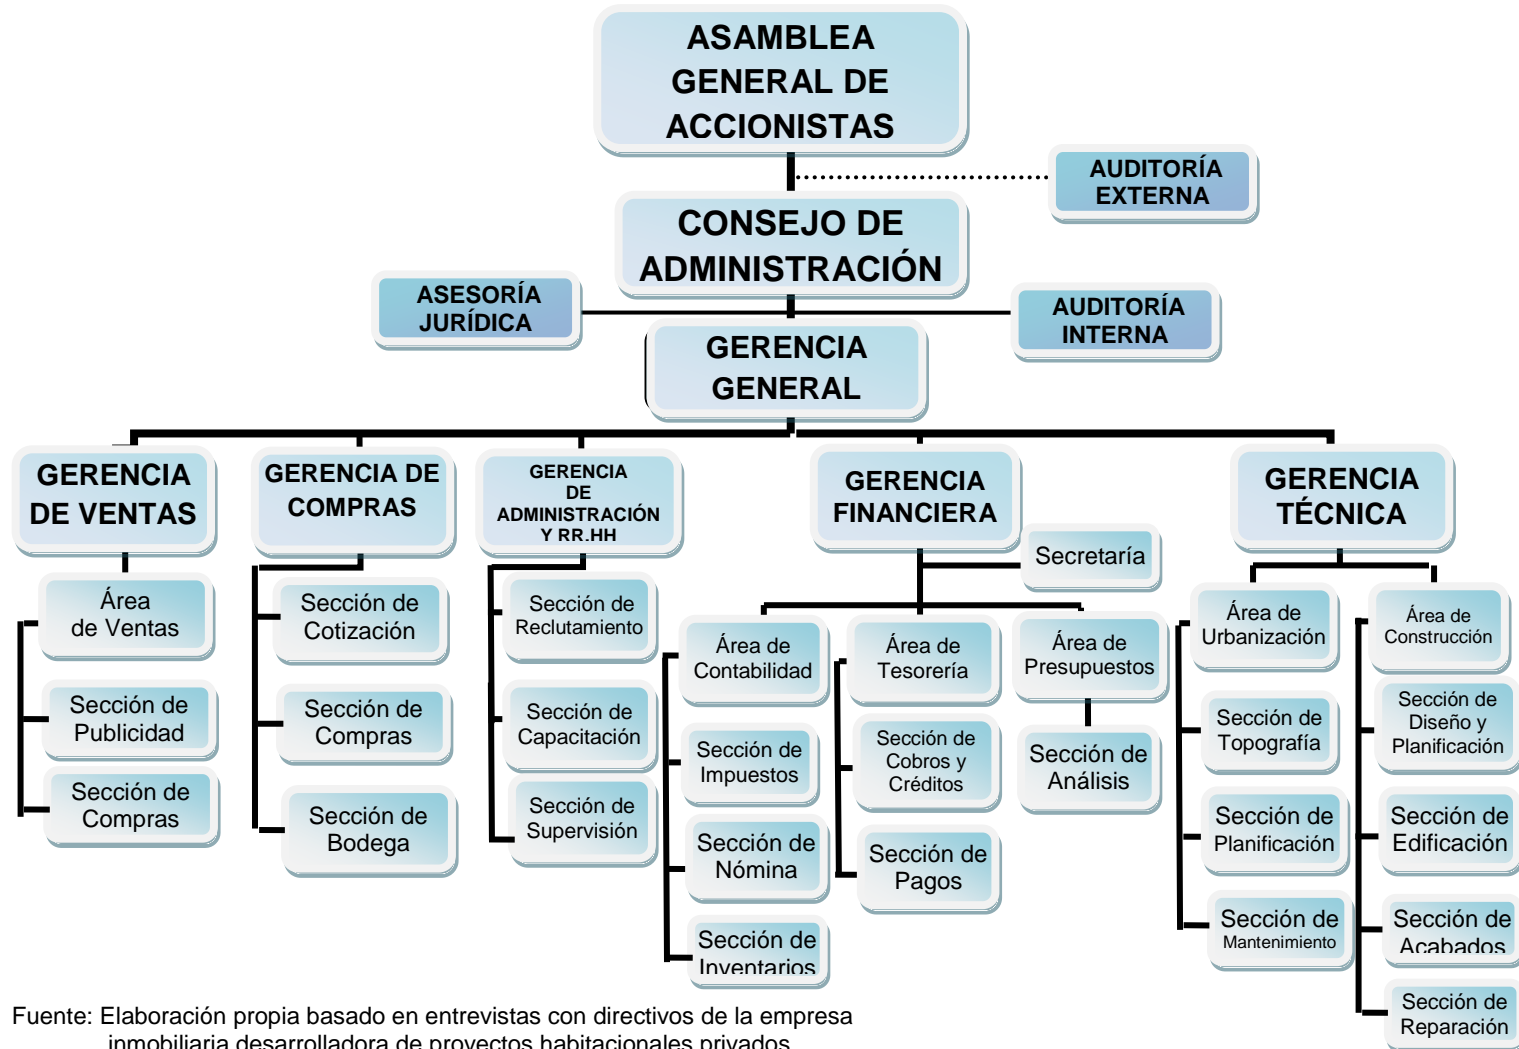 ASAMBLEA
GENERAL DE
ACCIONISTAS
AUDITORÍA
EXTERNA
CONSEJO DE
ADMINISTRACIÓN
ASESORÍA
JURÍDICA
AUDITORÍA
INTERNA
GERENCIA
GENERAL
GERENCIA
DE VENTAS
GERENCIA DE
COMPRAS
GERENCIA
DE
ADMINISTRACIÓN
Y RR.HH
GERENCIA
FINANCIERA
GERENCIA
TÉCNICA
Secretaría
Área
de Ventas
Sección de
Publicidad
Sección de
Compras
Sección de
Cotización
Sección de
Compras
Sección de
Bodega
Sección de
Reclutamiento
Sección de
Capacitación
Sección de
Supervisión
Área de
Contabilidad
Sección de
Impuestos
Sección de
Nómina
Sección de
Inventarios
Área de
Tesorería
Sección de
Cobros y
Créditos
Sección de
Pagos
Área de
Presupuestos
Sección de
Análisis
Área de
Urbanización
Sección de
Topografía
Sección de
Planificación
Sección de
Mantenimiento
Área de
Construcción
Sección de
Diseño y
Planificación
Sección de
Edificación
Sección de
Acabados
Sección de
Reparación
Fuente: Elaboración propia basado en entrevistas con directivos de la empresa
inmobiliaria desarrolladora de proyectos habitacionales privados